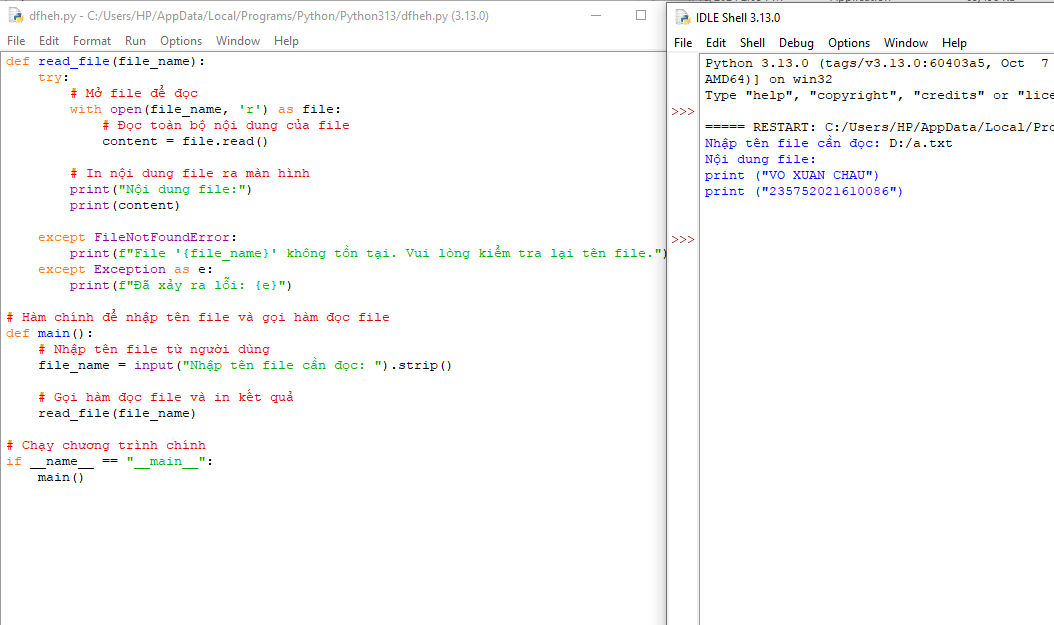 dfheh.py - C:/Users/HP/AppData/Local/Programs/Python/Python313/dfheh.py (3.13.0)
File Edit Format Run Options Window Help
def read_file(file_name):
    try:
        # Mở file để đọc
        with open(file_name, 'r') as file:
            # Đọc toàn bộ nội dung của file
            content = file.read()
        # In nội dung file ra màn hình
        print("Nội dung file:")
        print(content)
    except FileNotFoundError:
        print(f"File '{file_name}' không tồn tại. Vui lòng kiểm tra lại tên file.")
    except Exception as e:
        print(f"Đã xảy ra lỗi: {e}")
# Hàm chính để nhập tên file và gọi hàm đọc file
def main():
    # Nhập tên file từ người dùng
    file_name = input("Nhập tên file cần đọc: ").strip()
    # Gọi hàm đọc file và in kết quả
    read_file(file_name)
# Chạy chương trình chính
if __name__ == "__main__":
    main()
IDLE Shell 3.13.0
File Edit Shell Debug Options Window Help
Python 3.13.0 (tags/v3.13.0:60403a5, Oct 7
AMD64)] on win32
Type "help", "copyright", "credits" or "lice
>>>
===== RESTART: C:/Users/HP/AppData/Local/Pro
Nhập tên file cần đọc: D:/a.txt
Nội dung file:
print ("VO XUAN CHAU")
print ("235752021610086")
>>>